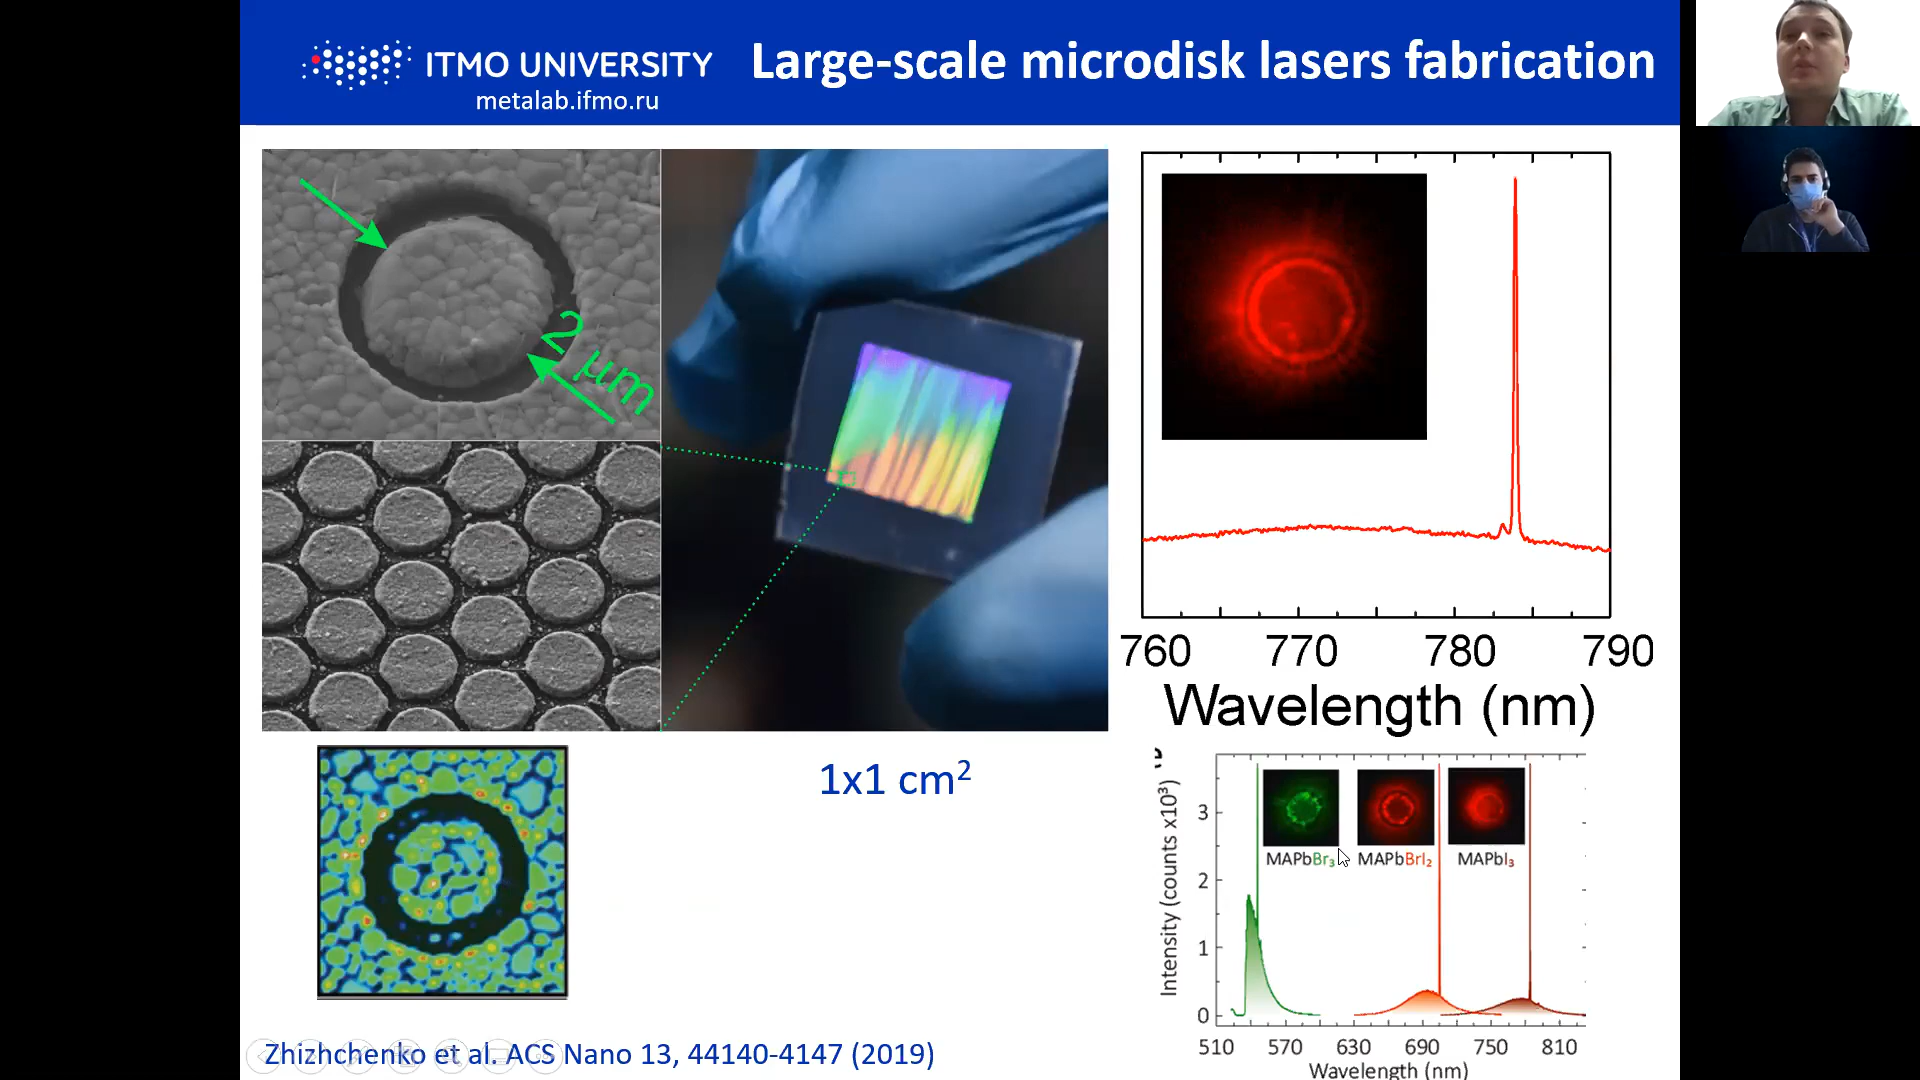 ITMO UNIVERSITY
metalab.ifmo.ru
Large-scale microdisk lasers fabrication
2 μm
760 770 780 790
Wavelength (nm)
1x1 cm²
Intensity (counts x10³)
3
2
1
0
MAPbBr₃ MAPbBrI₂ MAPbI₃
510 570 630 690 750 810
Wavelength (nm)
Zhizhchenko et al. ACS Nano 13, 44140-4147 (2019)